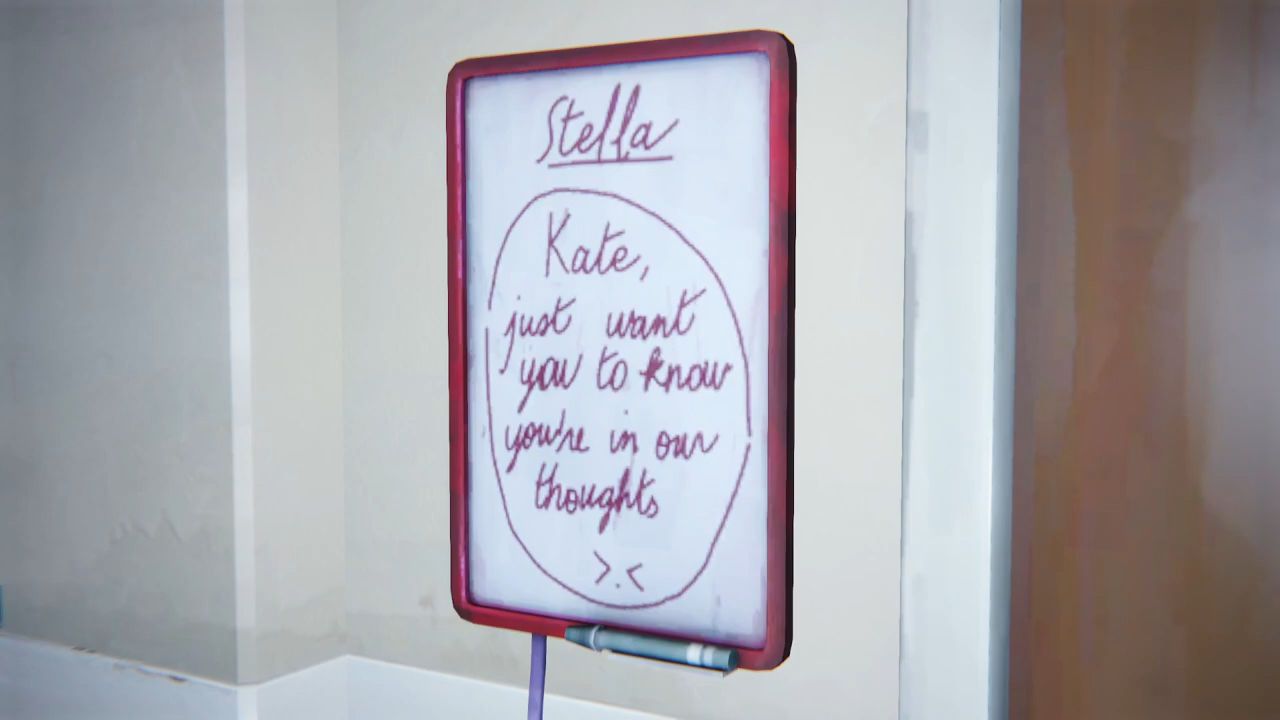 Stella
Kate,
just want
you to know
you're in our
thoughts
>.<